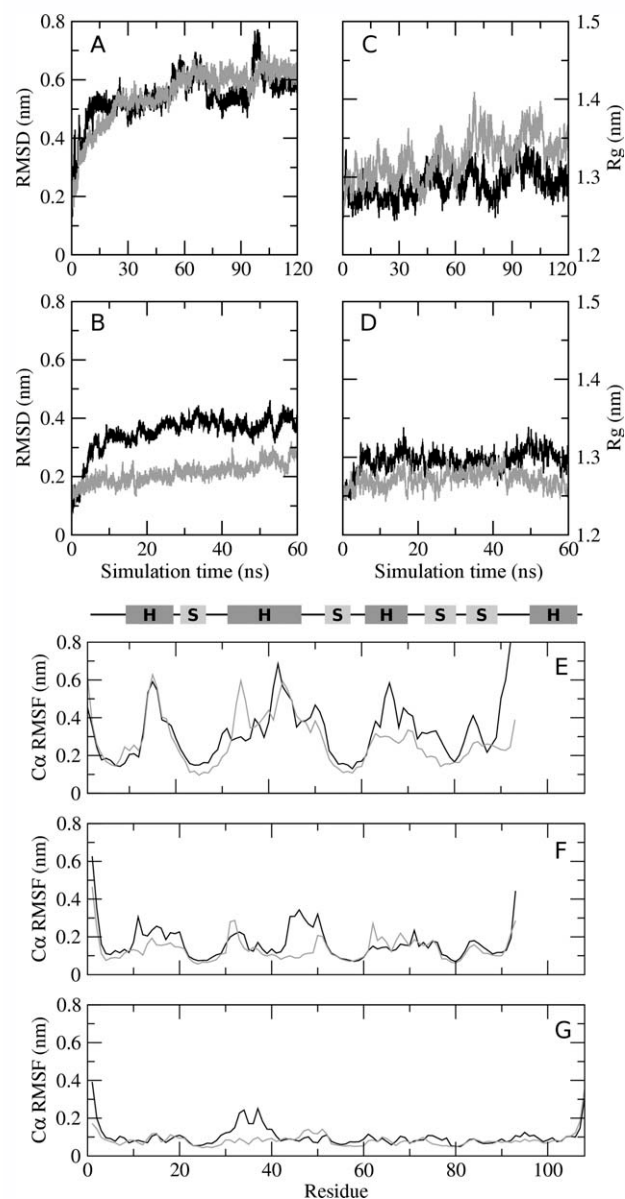 0.8 A C 1.5
0.6 1.4
RMSD (nm) Rg (nm)
0.4 1.3
0.2
0 1.2
0 30 60 90 120 0 30 60 90 120
0.8 B D 1.5
0.6 1.4
RMSD (nm) Rg (nm)
0.4 1.3
0.2
0 1.2
0 20 40 60 0 20 40 60
Simulation time (ns) Simulation time (ns)
H S H S H S S H
0.8 E
0.6
Cα RMSF (nm)
0.4
0.2
0
0.8 F
0.6
Cα RMSF (nm)
0.4
0.2
0
0.8 G
0.6
Cα RMSF (nm)
0.4
0.2
0
0 20 40 60 80 100
Residue